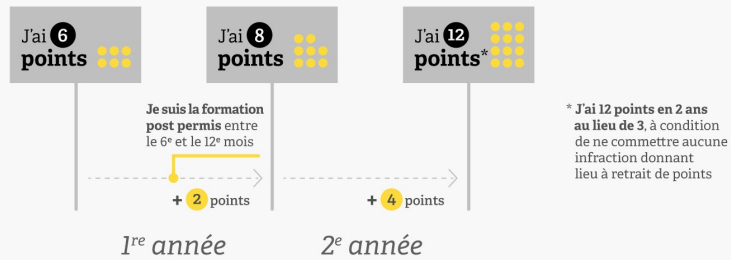 J'ai 6
points
J'ai 8
points
J'ai 12
points*
Je suis la formation
post permis entre
le 6e et le 12e mois
* J'ai 12 points en 2 ans
au lieu de 3, à condition
de ne commettre aucune
infraction donnant
lieu à retrait de points
+ 2 points
+ 4 points
1re année
2e année